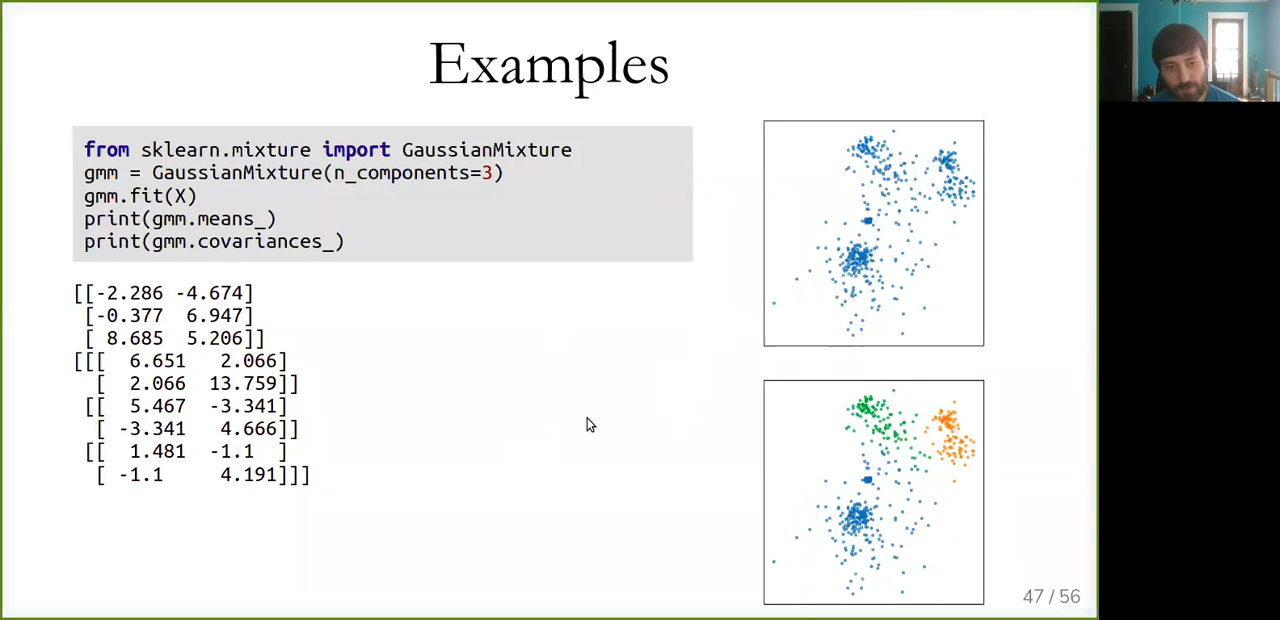 Examples
from sklearn.mixture import GaussianMixture
gmm = GaussianMixture(n_components=3)
gmm.fit(X)
print(gmm.means_)
print(gmm.covariances_)
[[-2.286 -4.674]
 [-0.377  6.947]
 [ 8.685  5.206]]
[[[  6.651   2.066]
  [  2.066  13.759]]
 [[  5.467  -3.341]
  [ -3.341   4.666]]
 [[  1.481  -1.1  ]
  [ -1.1     4.191]]]
47 / 56